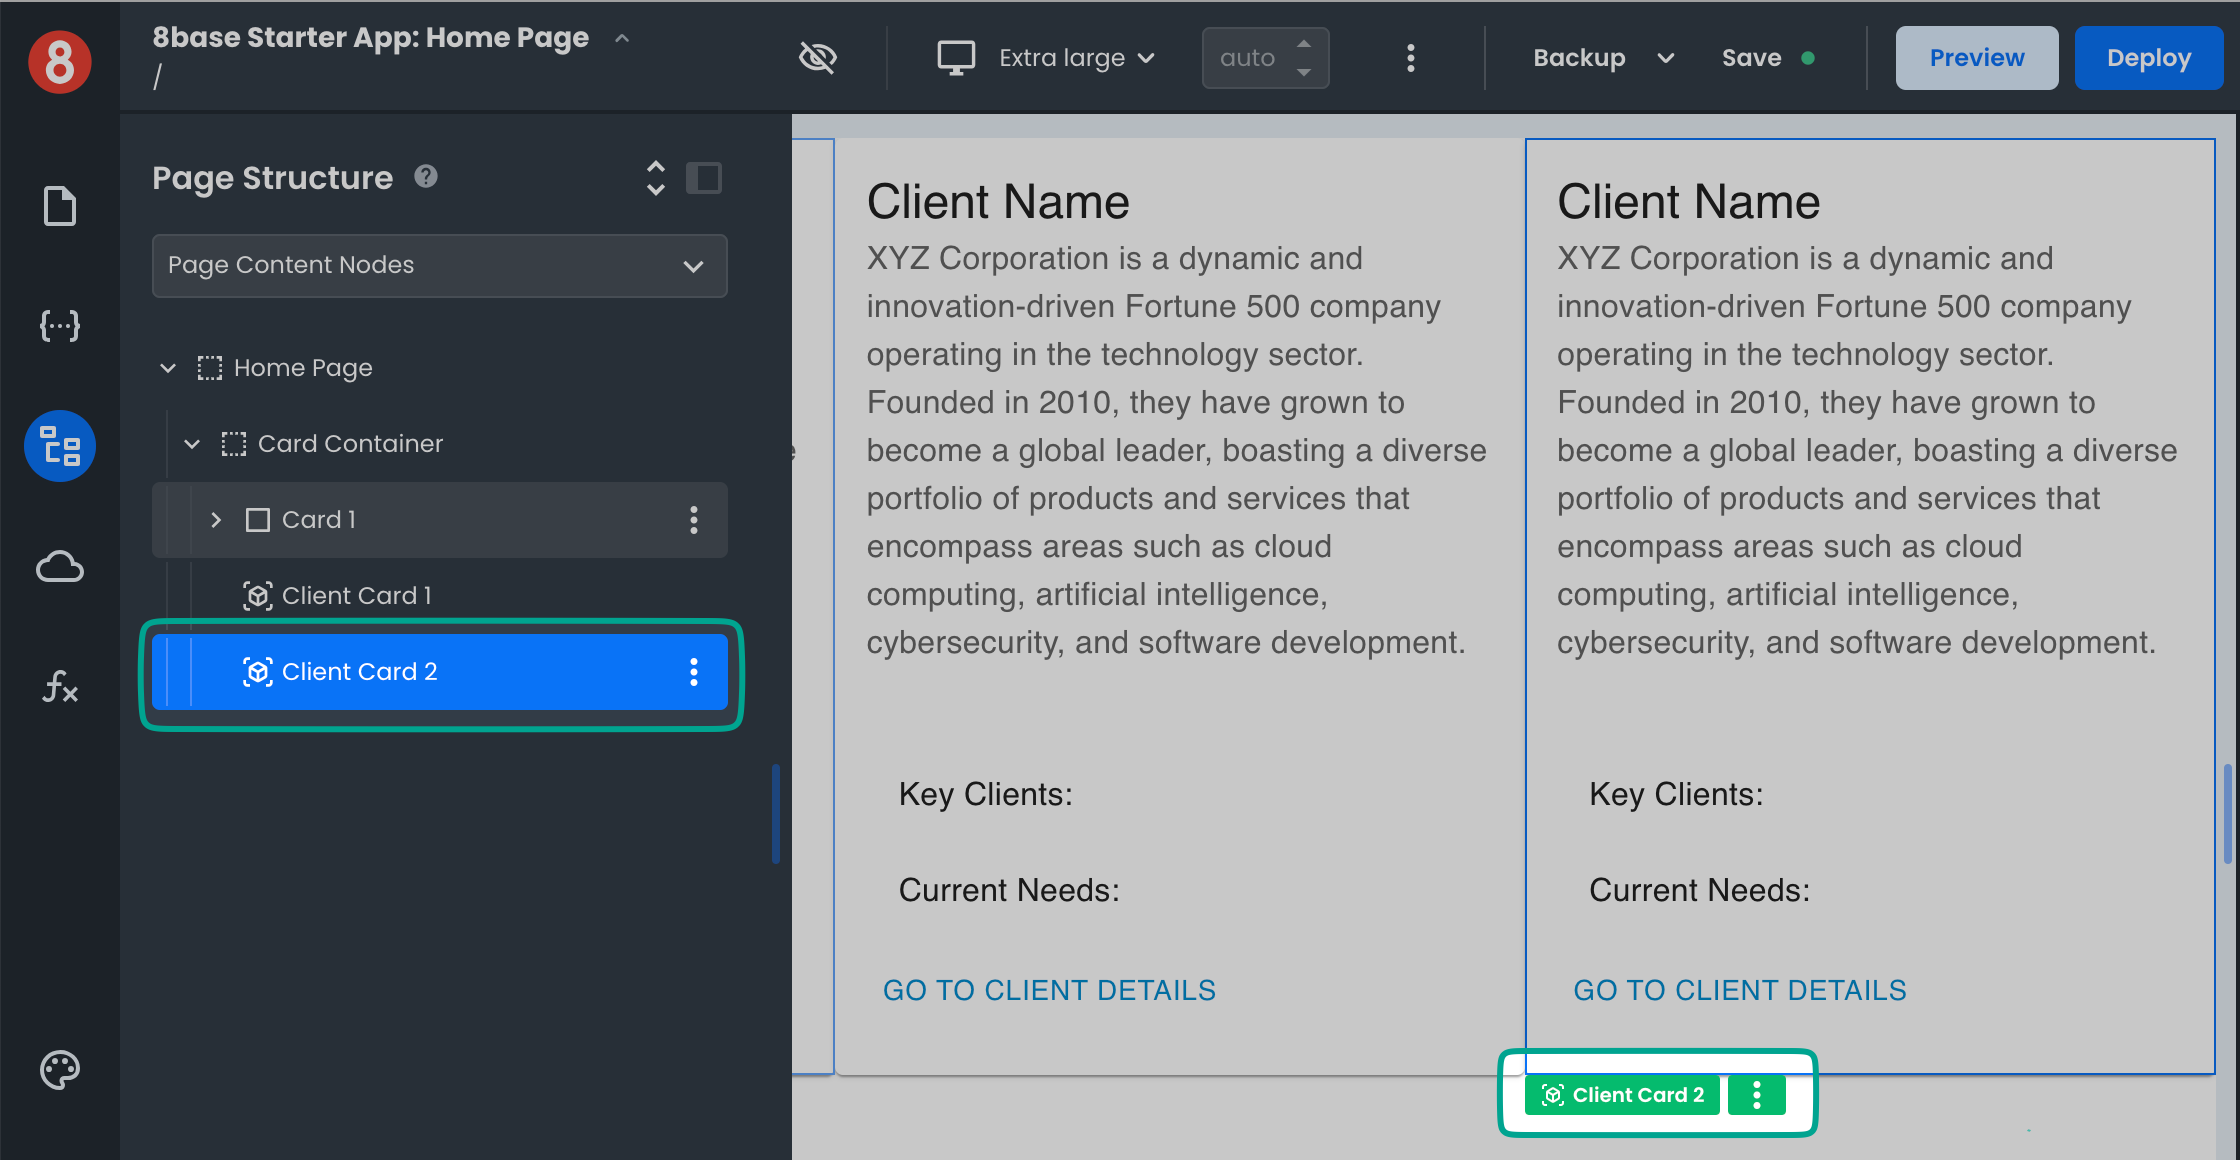 8
8base Starter App: Home Page
/
Extra large
auto
Backup
Save
Preview
Deploy
Page Structure
?
Page Content Nodes
Home Page
Card Container
Card 1
Client Card 1
Client Card 2
{...}
fx
Client Name
XYZ Corporation is a dynamic and
innovation-driven Fortune 500 company
operating in the technology sector.
Founded in 2010, they have grown to
become a global leader, boasting a diverse
portfolio of products and services that
encompass areas such as cloud
computing, artificial intelligence,
cybersecurity, and software development.
Key Clients:
Current Needs:
GO TO CLIENT DETAILS
Client Name
XYZ Corporation is a dynamic and
innovation-driven Fortune 500 company
operating in the technology sector.
Founded in 2010, they have grown to
become a global leader, boasting a diverse
portfolio of products and services that
encompass areas such as cloud
computing, artificial intelligence,
cybersecurity, and software development.
Key Clients:
Current Needs:
GO TO CLIENT DETAILS
Client Card 2